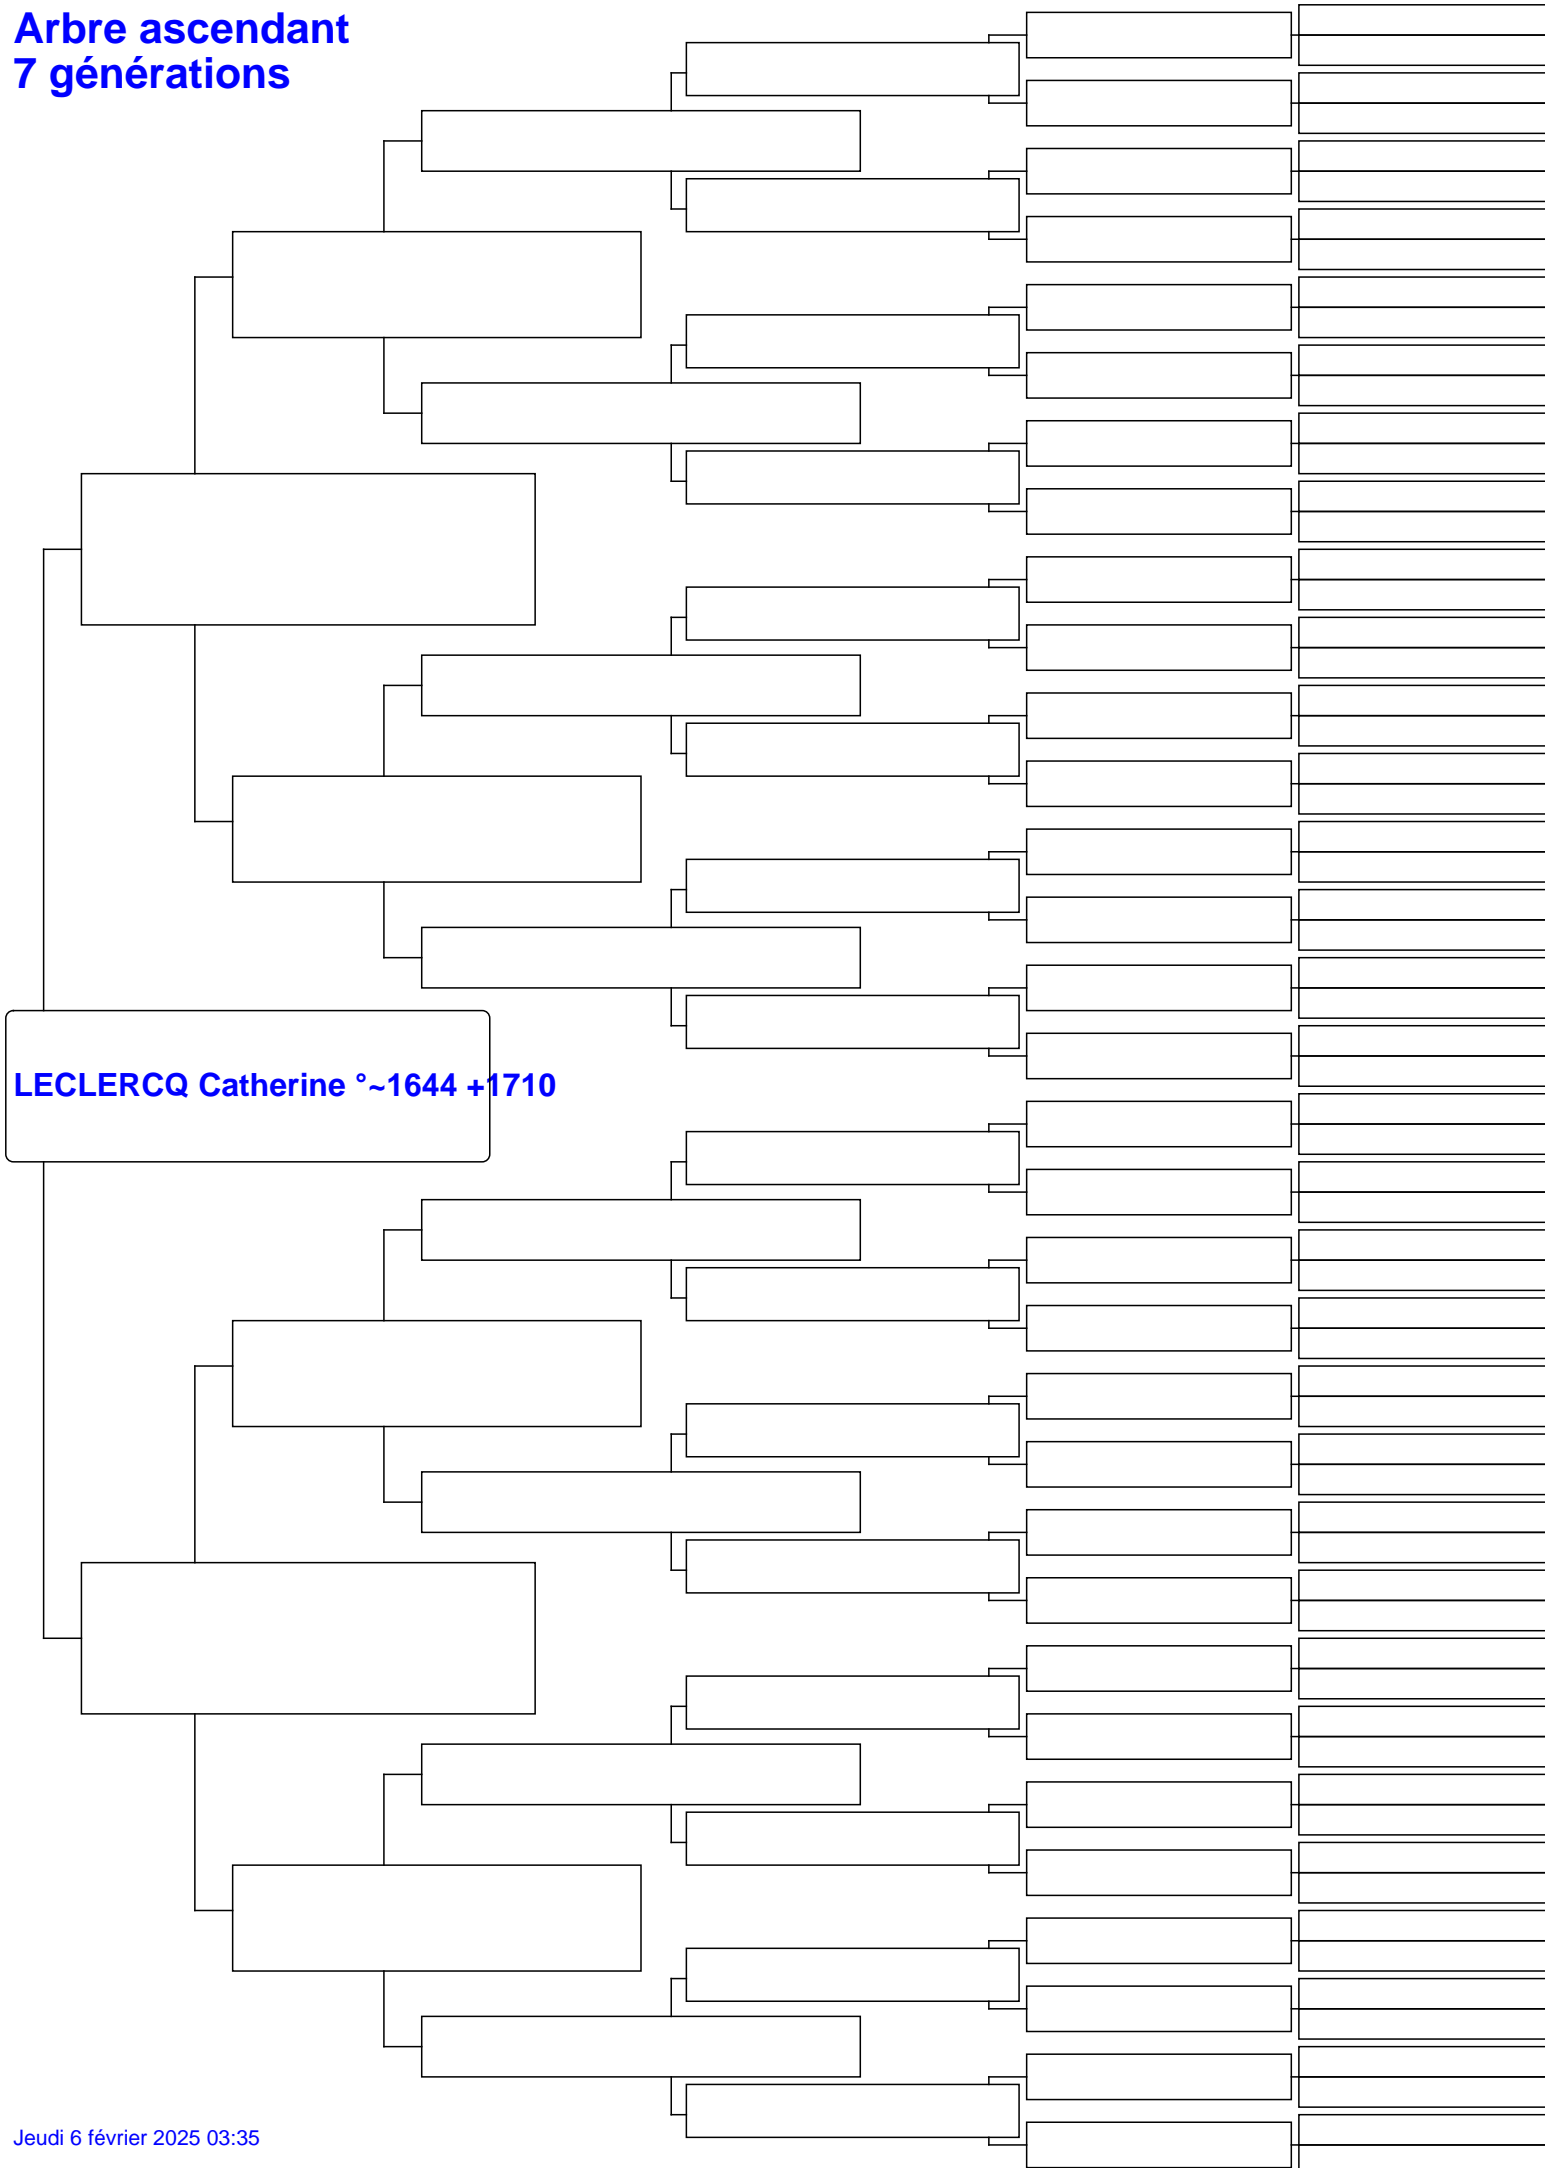 Arbre ascendant
7 générations
LECLERCQ Catherine °~1644 +1710
Jeudi 6 février 2025 03:35